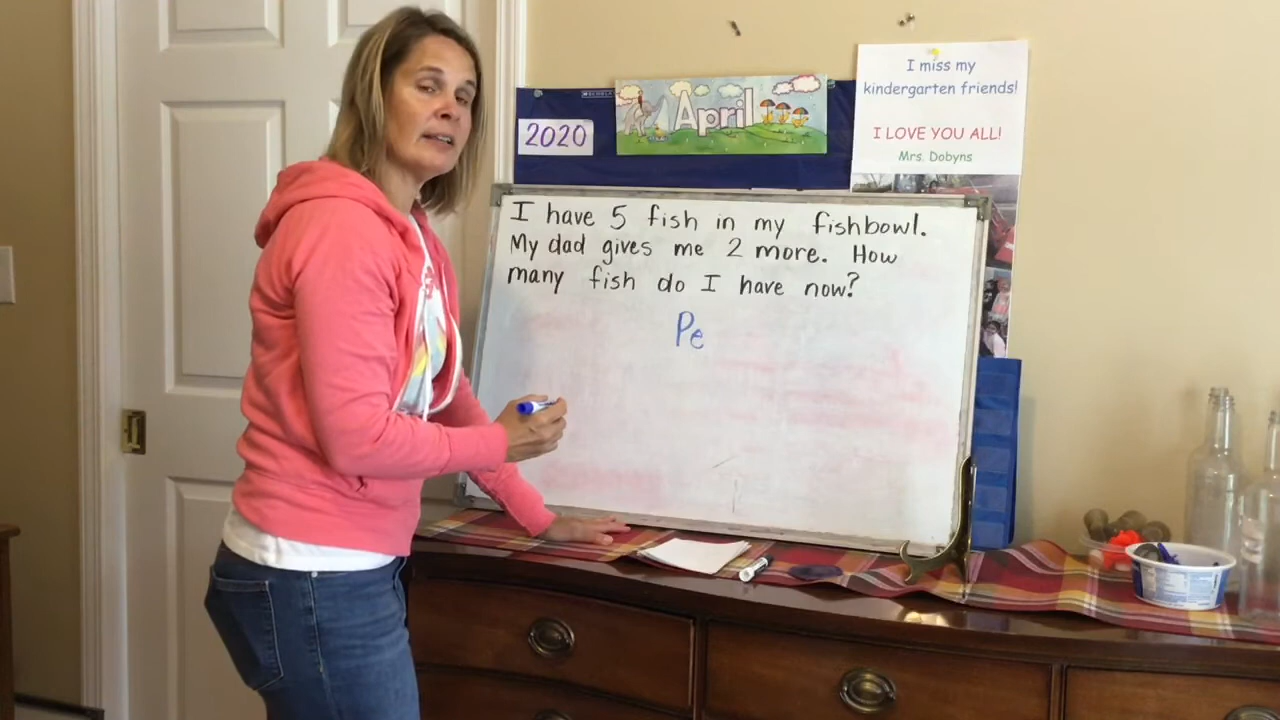 SCHOLAS
2020
April
I miss my
kindergarten friends!
I LOVE YOU ALL!
Mrs. Dobyns
I have 5 fish in my fishbowl.
My dad gives me 2 more. How
many fish do I have now?
Pe